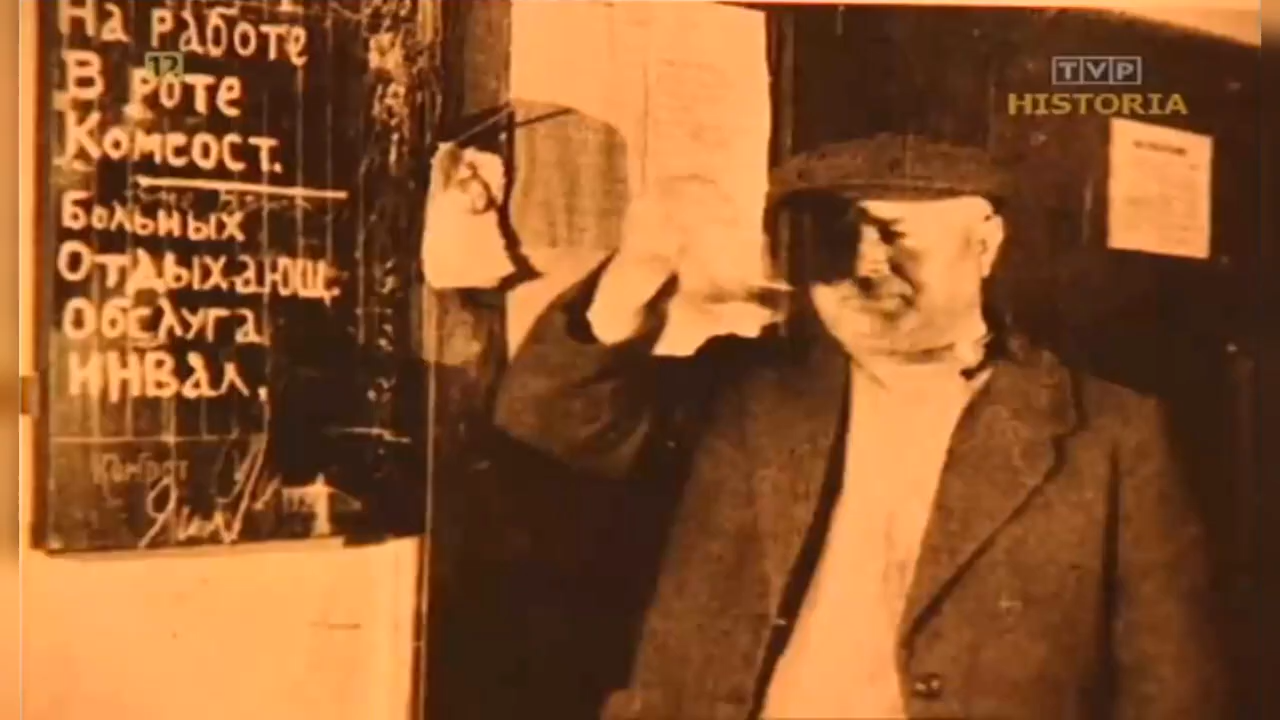 На работе
В роте
Комсост.
Больных
Отдыхающ.
Обслуга
инвал.
12
TVP
HISTORIA